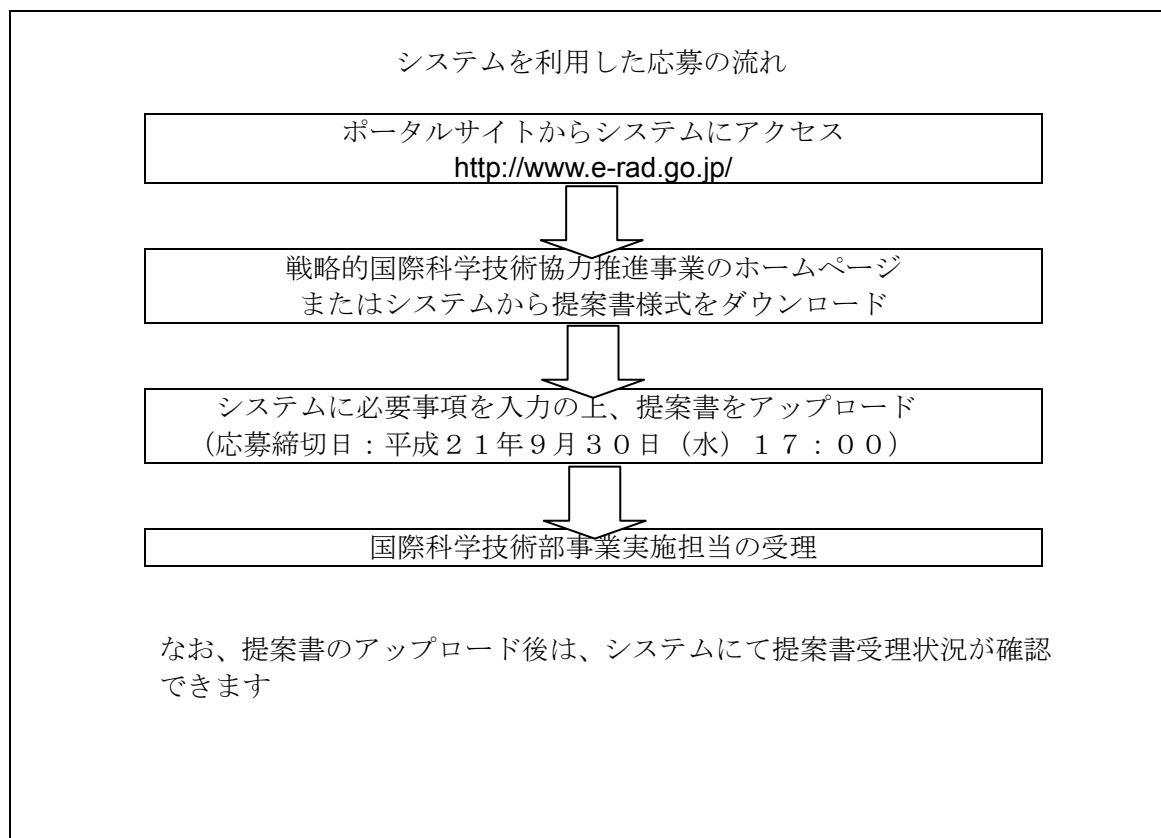 システムを利用した応募の流れ
ポータルサイトからシステムにアクセス
http://www.e-rad.go.jp/
戦略的国際科学技術協力推進事業のホームページ
またはシステムから提案書様式をダウンロード
システムに必要事項を入力の上、提案書をアップロード
（応募締切日：平成２１年９月３０日（水）１７：００）
国際科学技術部事業実施担当の受理
なお、提案書のアップロード後は、システムにて提案書受理状況が確認
できます